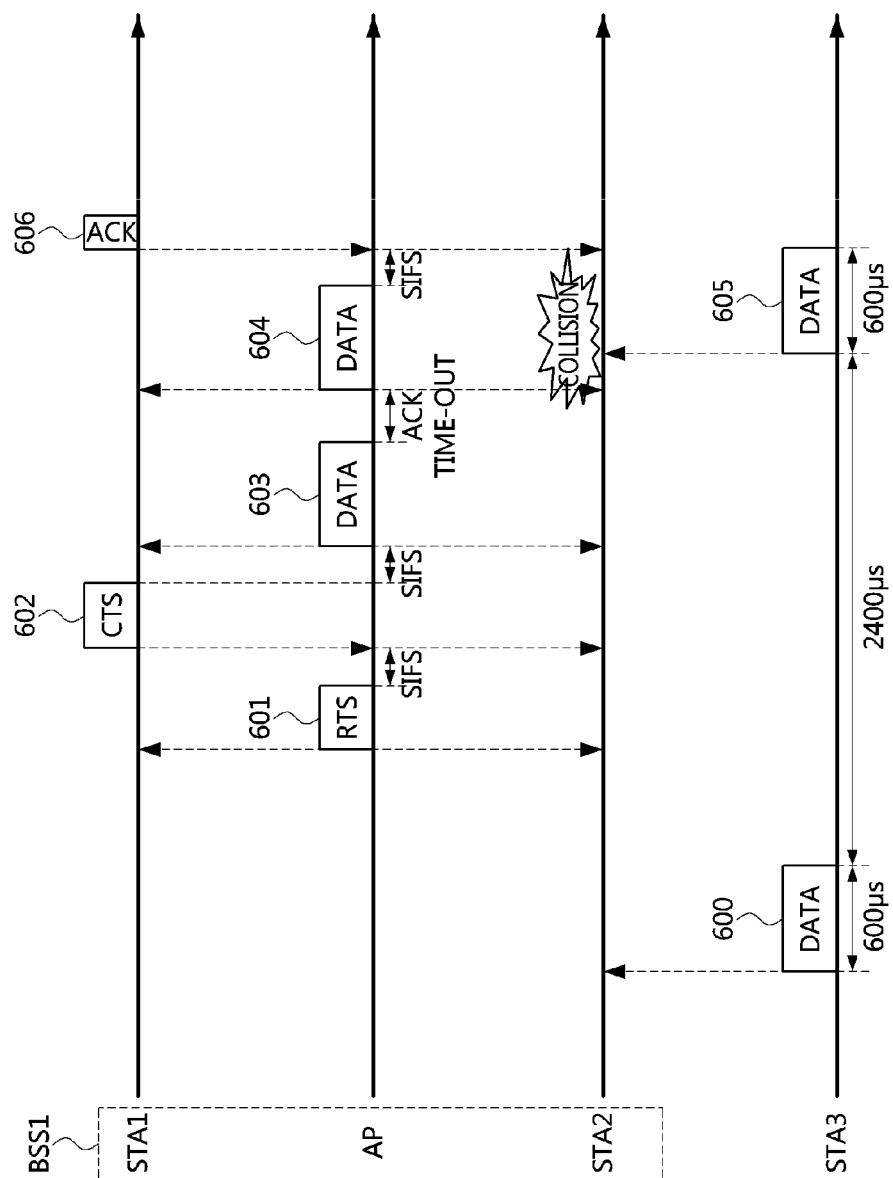 BSS1
STA1
602
CTS
606
ACK
AP
601
RTS
SIFS
SIFS
603
DATA
ACK
TIME-OUT
604
DATA
SIFS
STA2
COLLISION
STA3
600
DATA
600μs
2400μs
605
DATA
600μs